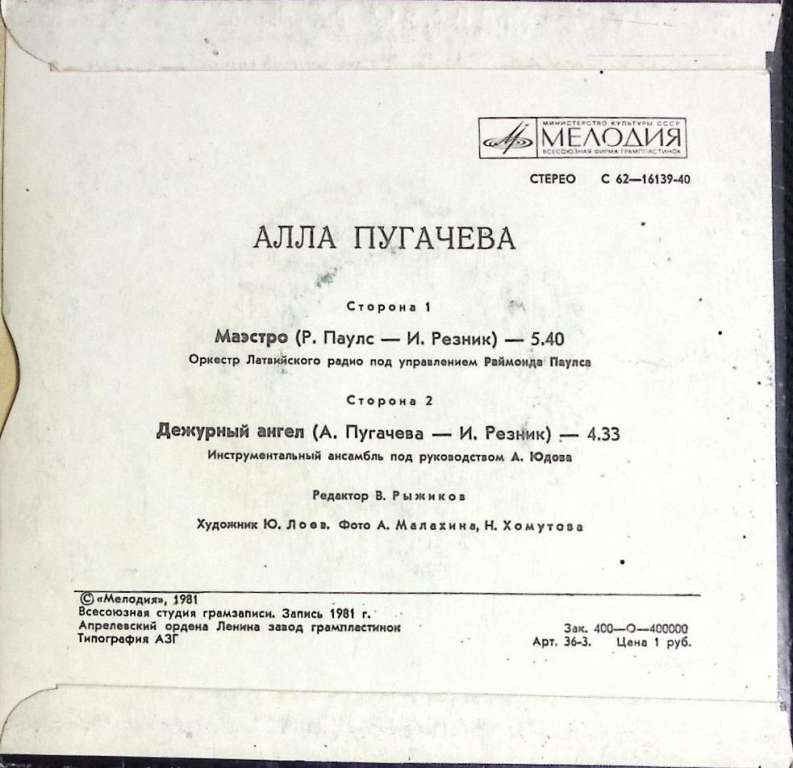 МИНИСТЕРСТВО КУЛЬТУРЫ СССР
МЕЛОДИЯ
ВСЕСОЮЗНАЯ ФИРМА ГРАМПЛАСТИНОК
СТЕРЕО С 62—16139-40
АЛЛА ПУГАЧЕВА
Сторона 1
Маэстро (Р. Паулс — И. Резник) — 5.40
Оркестр Латвийского радио под управлением Раймонда Паулса
Сторона 2
Дежурный ангел (А. Пугачева — И. Резник) — 4.33
Инструментальный ансамбль под руководством А. Юдова
Редактор В. Рыжиков
Художник Ю. Лоев. Фото А. Малахина, Н. Хомутова
© «Мелодия», 1981
Всесоюзная студия грамзаписи. Запись 1981 г.
Апрелевский ордена Ленина завод грампластинок
Типография АЗГ
Зак. 400—О—400000
Арт. 36-3. Цена 1 руб.